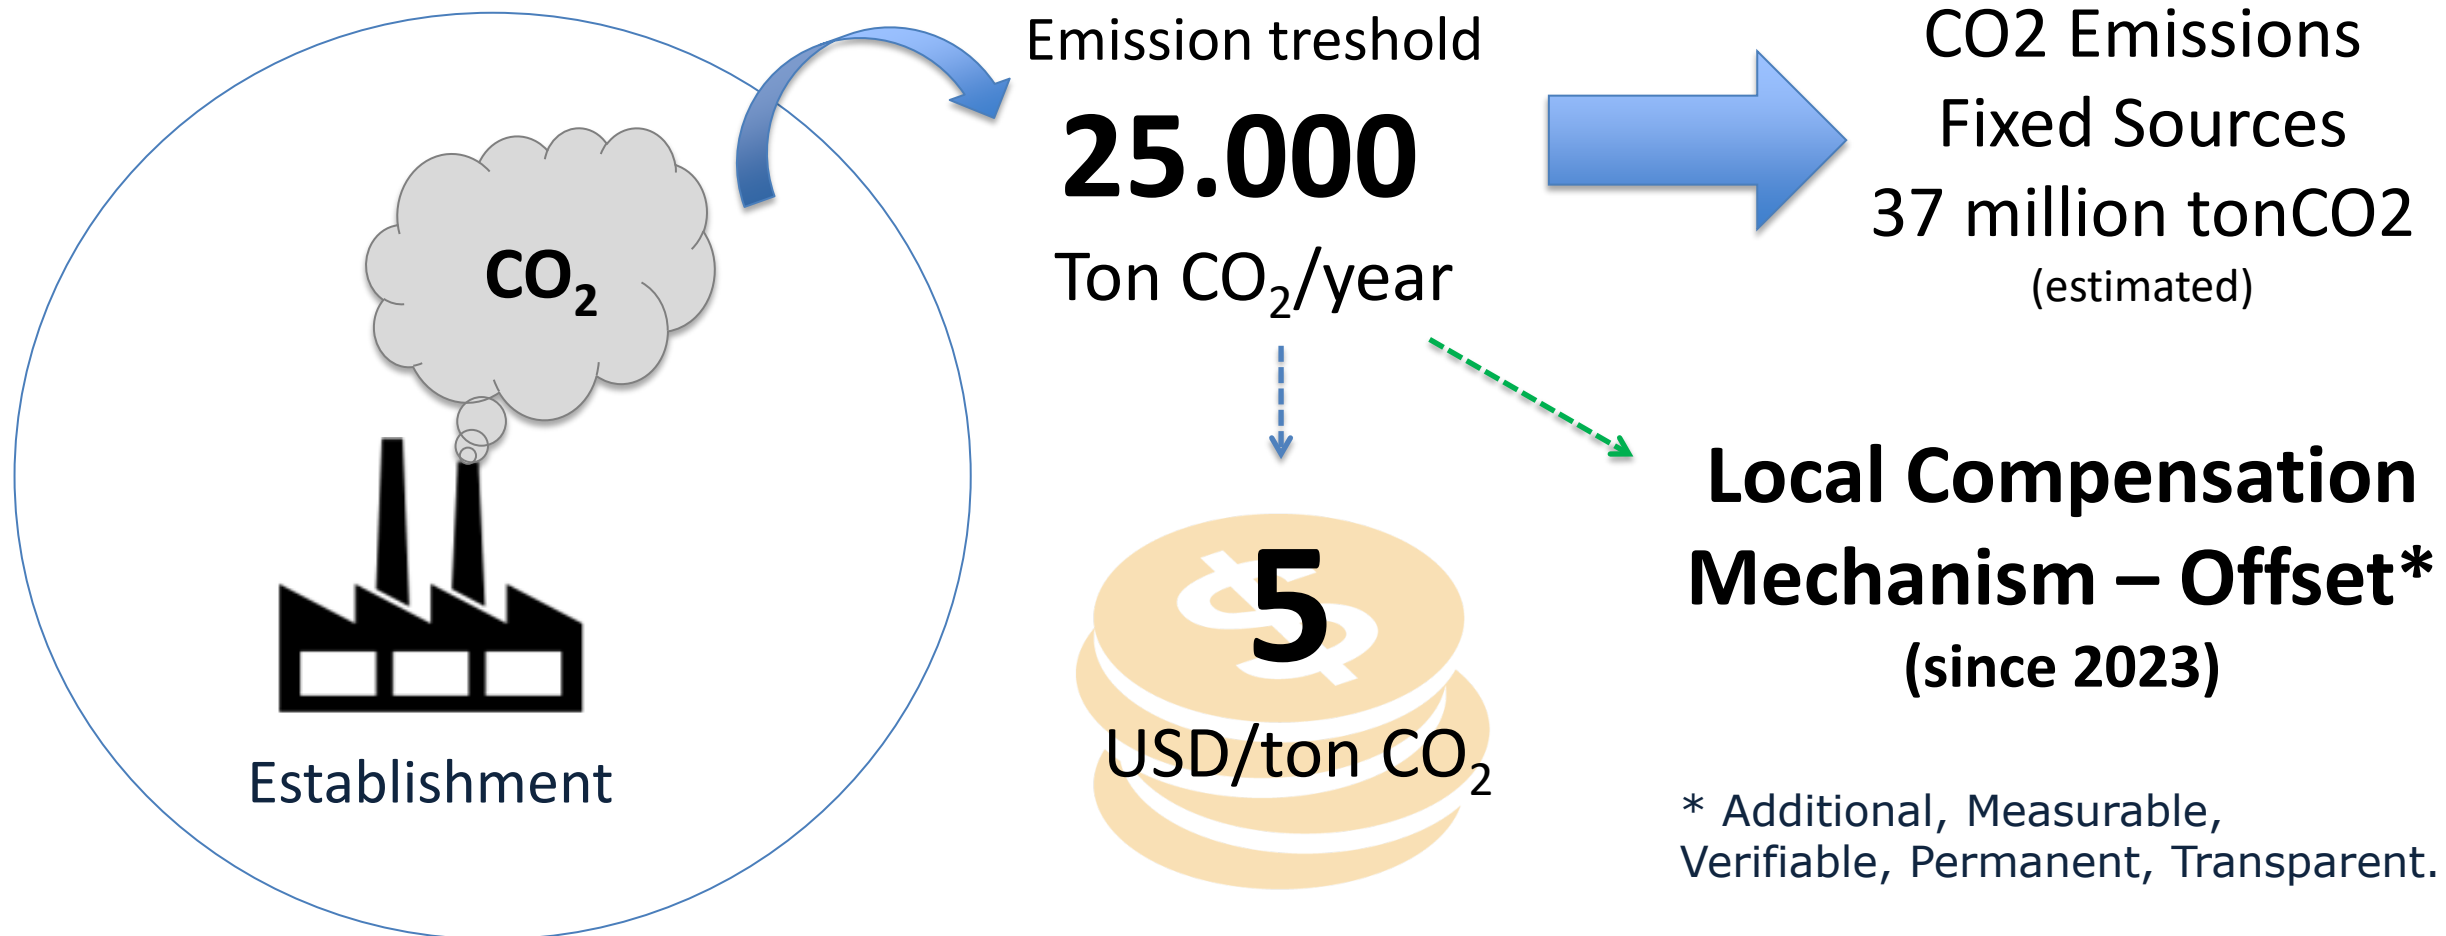 CO₂
Establishment
Emission treshold
25.000
Ton CO₂/year
CO2 Emissions
Fixed Sources
37 million tonCO2
(estimated)
$
5
USD/ton CO₂
Local Compensation
Mechanism – Offset*
(since 2023)
* Additional, Measurable,
Verifiable, Permanent, Transparent.